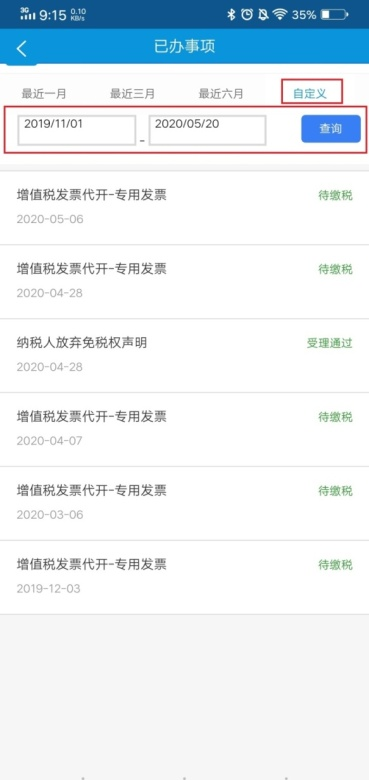 3G 9:15 0.10 KB/s 35%
已办事项
最近一月 最近三月 最近六月 自定义
2019/11/01 - 2020/05/20 查询
增值税发票代开-专用发票 待缴税
2020-05-06
增值税发票代开-专用发票 待缴税
2020-04-28
纳税人放弃免税权声明 受理通过
2020-04-28
增值税发票代开-专用发票 待缴税
2020-04-07
增值税发票代开-专用发票 待缴税
2020-03-06
增值税发票代开-专用发票 待缴税
2019-12-03